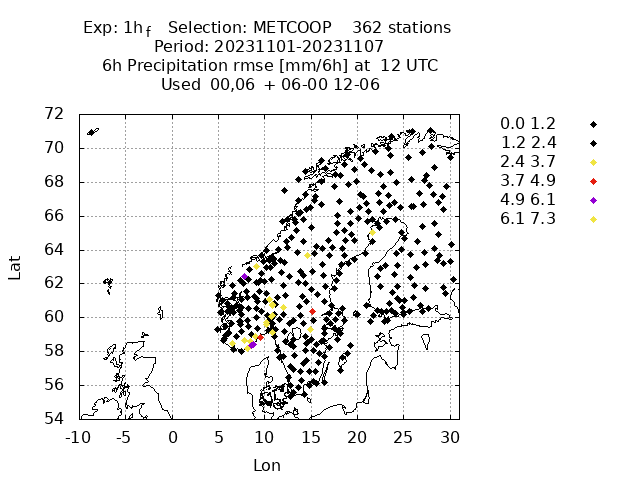 Exp: 1h f Selection: METCOOP 362 stations
Period: 20231101-20231107
6h Precipitation rmse [mm/6h] at 12 UTC
Used 00,06 + 06-00 12-06
72
70
68
66
64
62
60
58
56
54
Lat
-10 -5 0 5 10 15 20 25 30
Lon
0.0 1.2
1.2 2.4
2.4 3.7
3.7 4.9
4.9 6.1
6.1 7.3